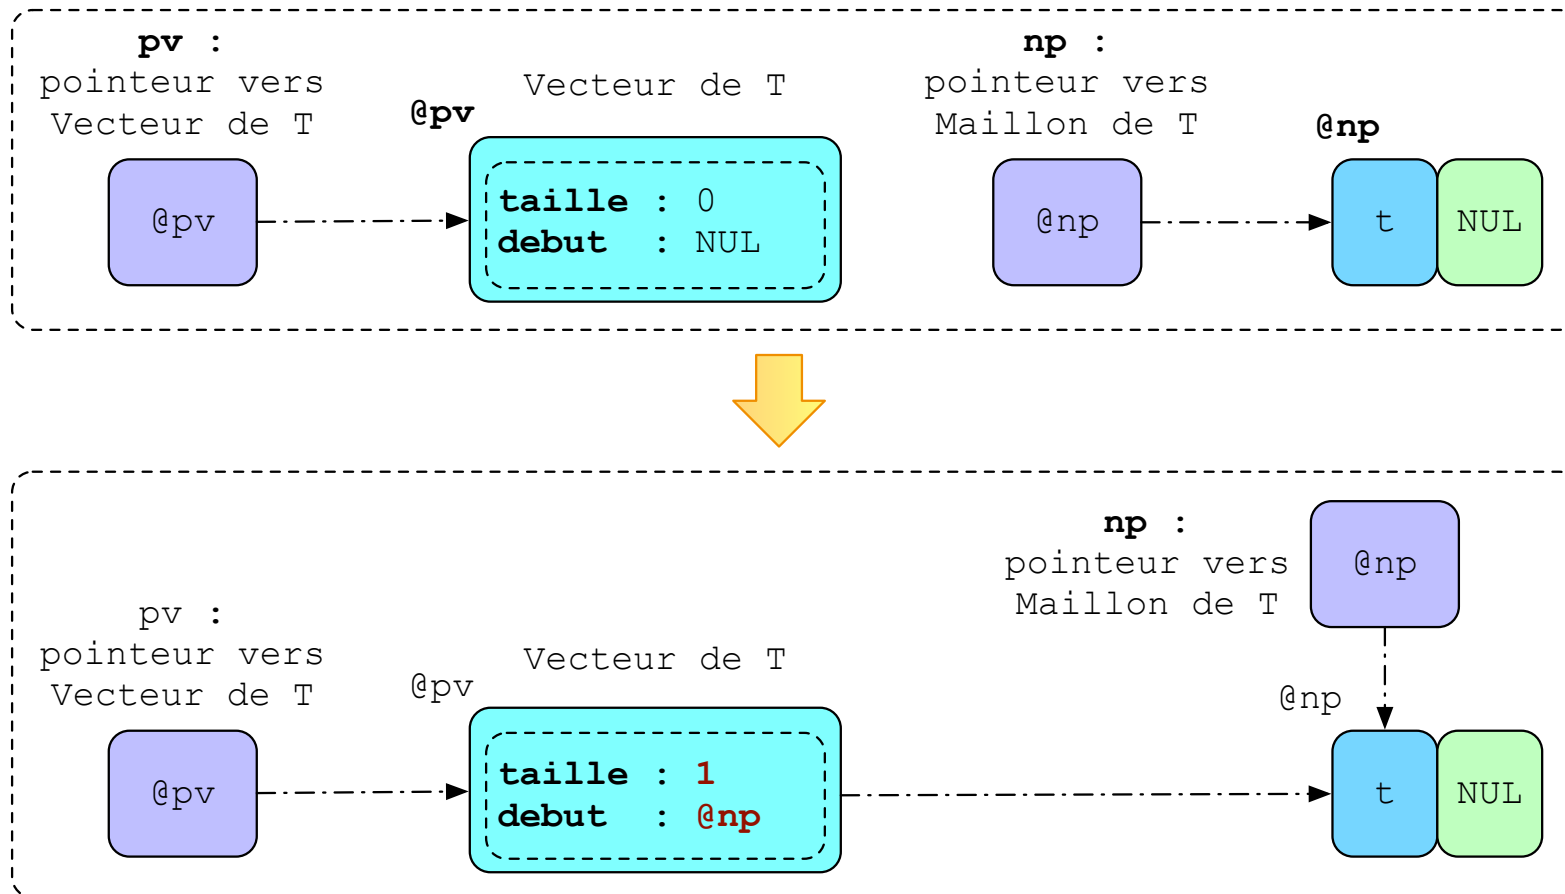 pv :
pointeur vers
Vecteur de T
@pv
Vecteur de T
@pv
taille : 0
debut : NUL
np :
pointeur vers
Maillon de T
@np
@np
t
NUL
pv :
pointeur vers
Vecteur de T
@pv
Vecteur de T
@pv
taille : 1
debut : @np
np :
pointeur vers
Maillon de T
@np
@np
t
NUL